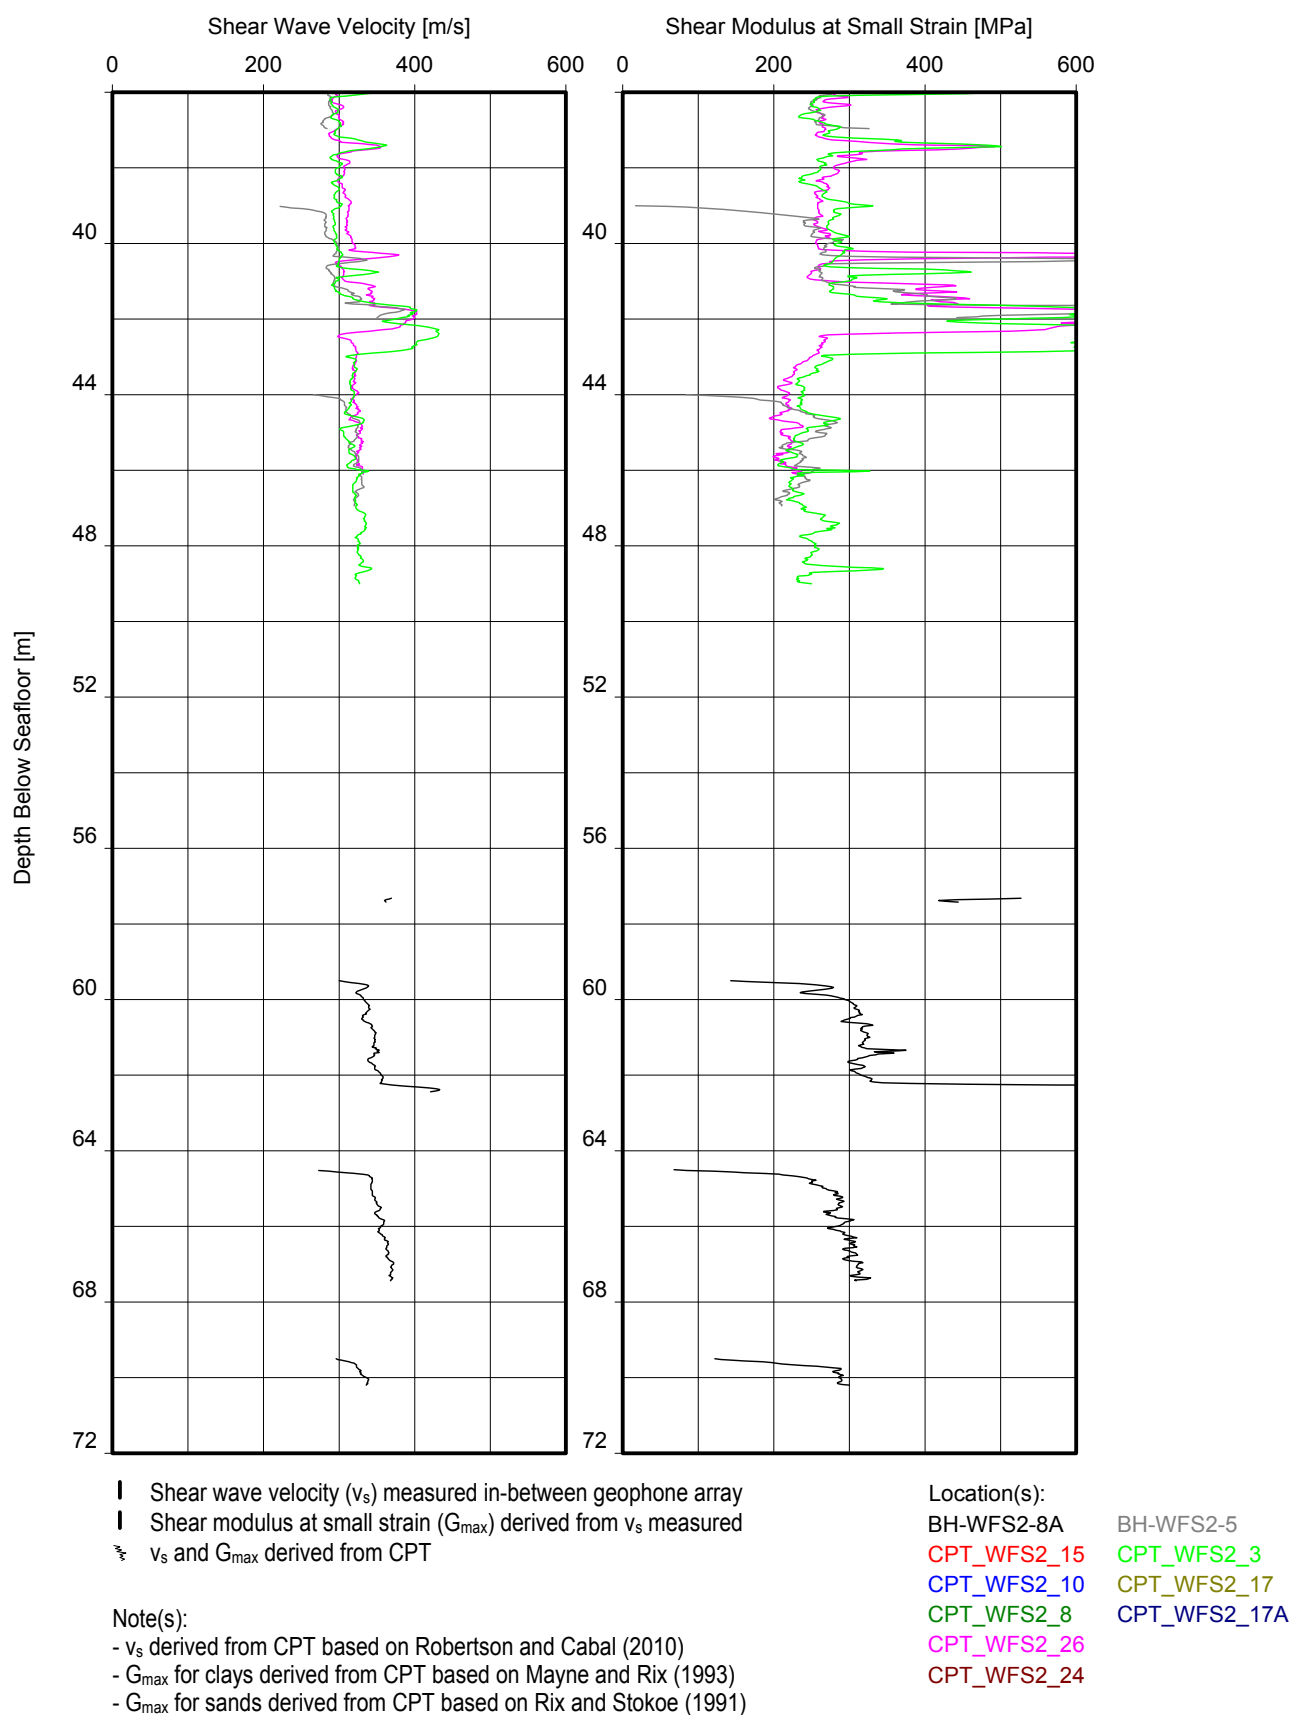 Shear Wave Velocity [m/s]
Shear Modulus at Small Strain [MPa]
0 200 400 600
0 200 400 600
Depth Below Seafloor [m]
40 40
44 44
48 48
52 52
56 56
60 60
64 64
68 68
72 72
Shear wave velocity (vs) measured in-between geophone array
Shear modulus at small strain (Gmax) derived from vs measured
vs and Gmax derived from CPT
Note(s):
- vs derived from CPT based on Robertson and Cabal (2010)
- Gmax for clays derived from CPT based on Mayne and Rix (1993)
- Gmax for sands derived from CPT based on Rix and Stokoe (1991)
Location(s):
BH-WFS2-8A BH-WFS2-5
CPT_WFS2_15 CPT_WFS2_3
CPT_WFS2_10 CPT_WFS2_17
CPT_WFS2_8 CPT_WFS2_17A
CPT_WFS2_26
CPT_WFS2_24